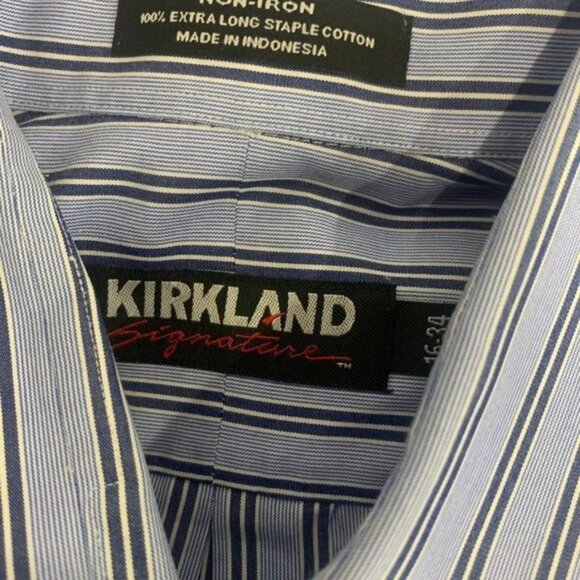 NON-IRON
100% EXTRA LONG STAPLE COTTON
MADE IN INDONESIA
KIRKLAND
Signature
™
16-34